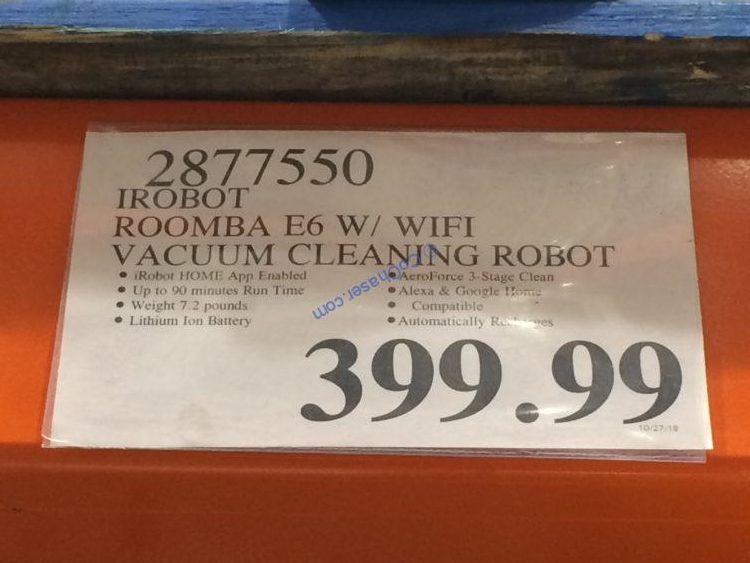 2877550
IROBOT
ROOMBA E6 W/ WIFI
VACUUM CLEANING ROBOT
• iRobot HOME App Enabled
• Up to 90 minutes Run Time
• Weight 7.2 pounds
• Lithium Ion Battery
• AeroForce 3-Stage Clean
• Alexa & Google Home
• Compatible
• Automatically Recharges
399.99
10/27/18
CoChaser.com